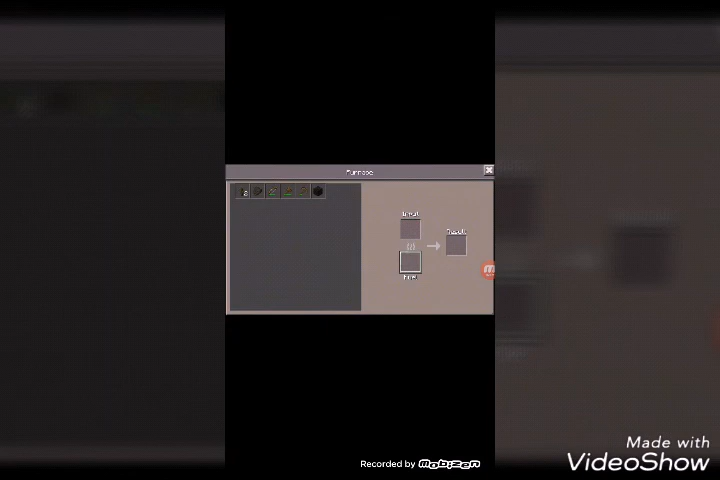 Furnace
Input
Result
Fuel
Recorded by mobizen
Made with
VideoShow